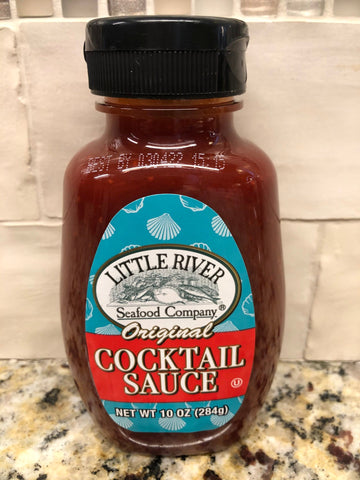 BEST BY 030422 15:15
LITTLE RIVER
Seafood Company®
Original
COCKTAIL
SAUCE U
NET WT 10 OZ (284g)